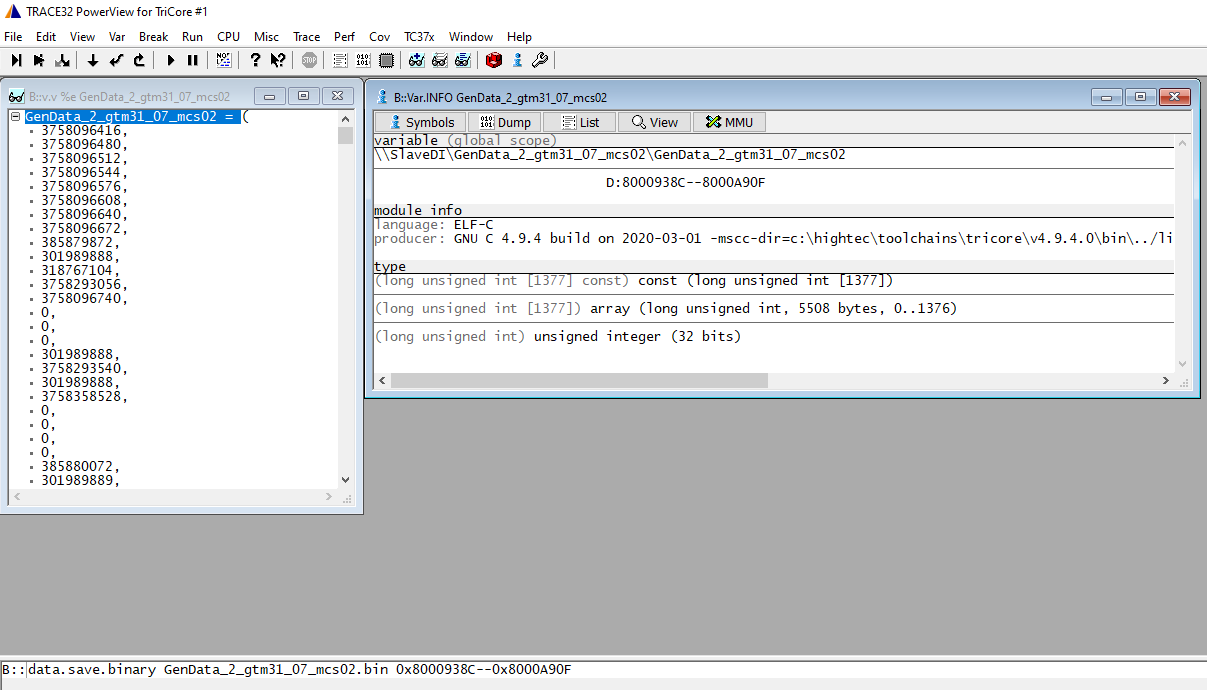 TRACE32 PowerView for TriCore #1
File Edit View Var Break Run CPU Misc Trace Perf Cov TC37x Window Help
B::v.v %e GenData_2_gtm31_07_mcs02
GenData_2_gtm31_07_mcs02 = (
3758096416,
3758096480,
3758096512,
3758096544,
3758096576,
3758096608,
3758096640,
3758096672,
385879872,
301989888,
318767104,
3758293056,
3758096740,
0,
0,
0,
301989888,
3758293540,
301989888,
3758358528,
0,
0,
0,
0,
385880072,
301989889,
B::Var.INFO GenData_2_gtm31_07_mcs02
Symbols Dump List View MMU
variable (global scope)
\\SlaveDI\GenData_2_gtm31_07_mcs02\GenData_2_gtm31_07_mcs02
D:8000938C--8000A90F
module info
language: ELF-C
producer: GNU C 4.9.4 build on 2020-03-01 -mscc-dir=c:\hightec\toolchains\tricore\v4.9.4.0\bin\../li
type
(long unsigned int [1377] const) const (long unsigned int [1377])
(long unsigned int [1377]) array (long unsigned int, 5508 bytes, 0..1376)
(long unsigned int) unsigned integer (32 bits)
B::data.save.binary GenData_2_gtm31_07_mcs02.bin 0x8000938C--0x8000A90F